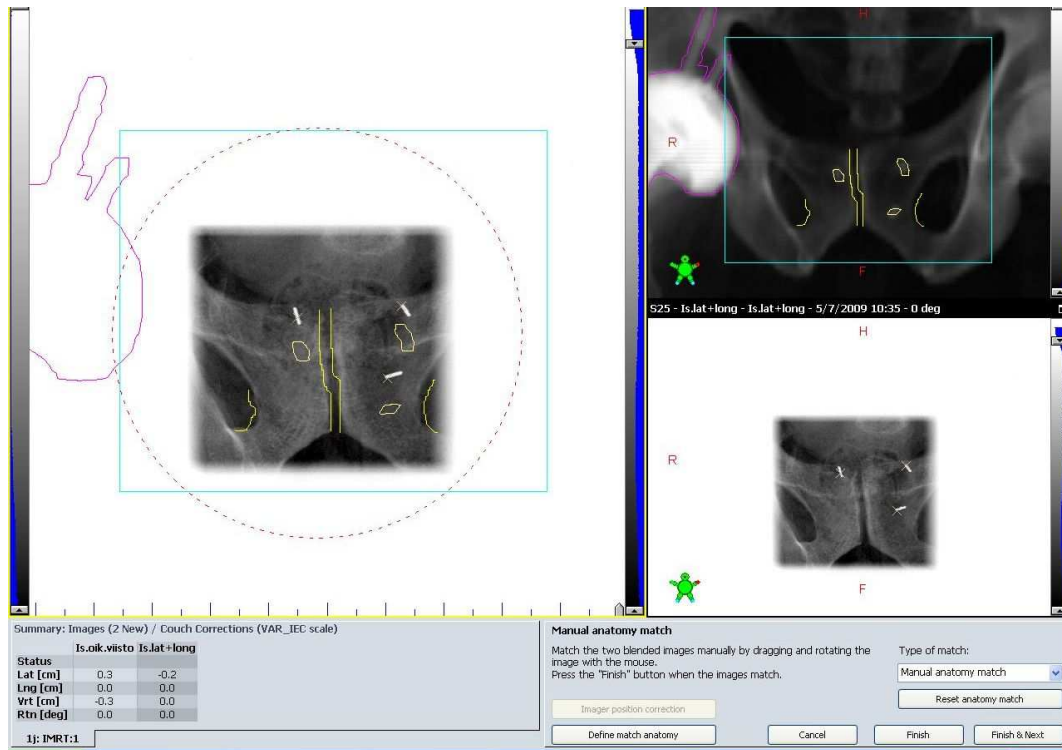 H
R
F
S25 - Is.lat+long - Is.lat+long - 5/7/2009 10:35 - 0 deg
H
R
F
Summary: Images (2 New) / Couch Corrections (VAR_IEC scale)
Is.oik.viisto Is.lat+long
Status
Lat [cm] 0.3 -0.2
Lng [cm] 0.0 0.0
Vrt [cm] -0.3 0.0
Rtn [deg] 0.0 0.0
1j: IMRT:1
Manual anatomy match
Match the two blended images manually by dragging and rotating the
image with the mouse.
Press the "Finish" button when the images match.
Type of match:
Manual anatomy match
Reset anatomy match
Imager position correction
Define match anatomy
Cancel
Finish
Finish & Next